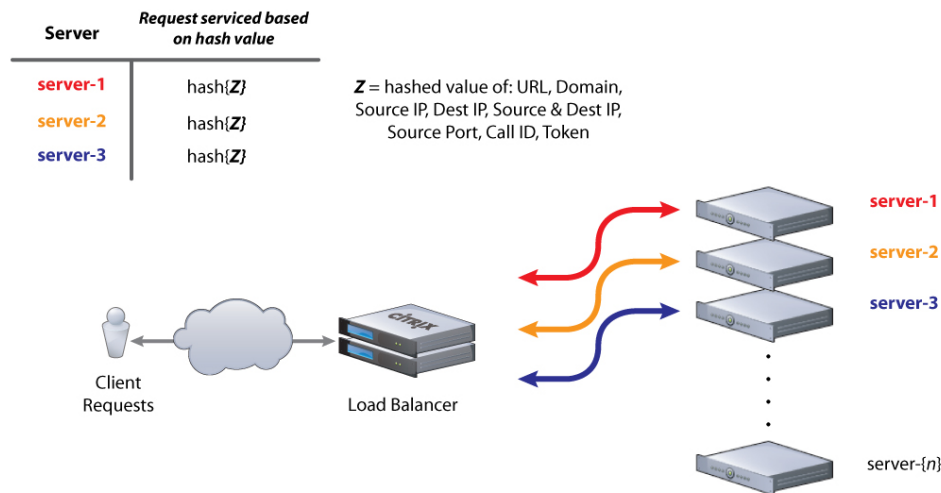 Server
Request serviced based
on hash value
server-1
hash{Z}
server-2
hash{Z}
server-3
hash{Z}
Z = hashed value of: URL, Domain,
Source IP, Dest IP, Source & Dest IP,
Source Port, Call ID, Token
server-1
server-2
server-3
CITRIX
Client
Requests
Load Balancer
server-{n}